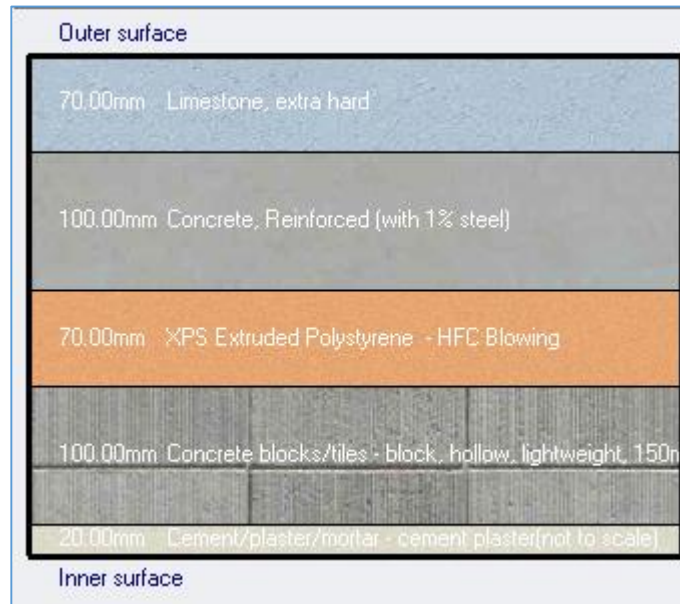 Outer surface
70.00mm Limestone, extra hard
100.00mm Concrete, Reinforced (with 1% steel)
70.00mm XPS Extruded Polystyrene - HFC Blowing
100.00mm Concrete blocks/tiles - block, hollow, lightweight, 150m
20.00mm Cement/plaster/mortar - cement plaster(not to scale)
Inner surface